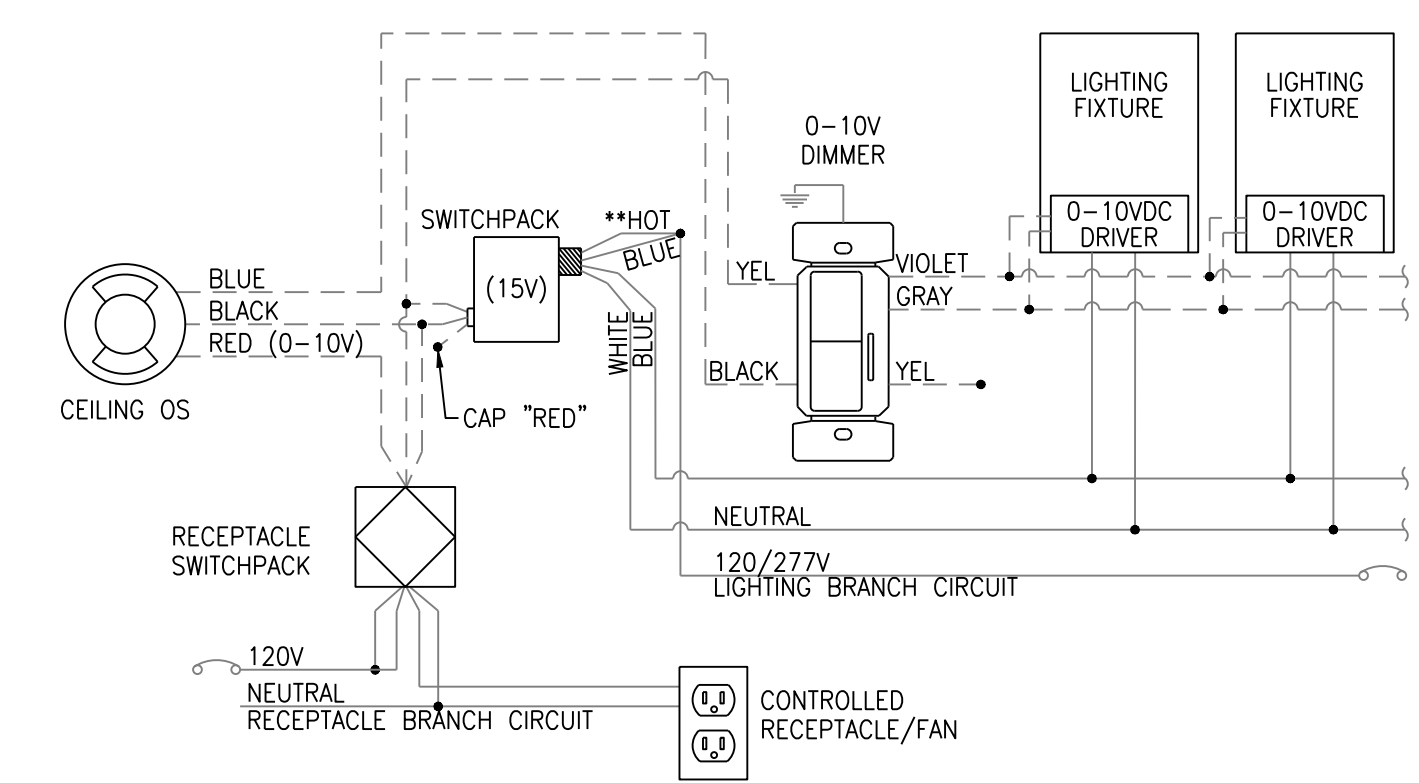 LIGHTING
FIXTURE
LIGHTING
FIXTURE
0-10V
DIMMER
0-10VDC
DRIVER
0-10VDC
DRIVER
SWITCHPACK
**HOT
BLUE
(15V)
YEL
VIOLET
GRAY
BLUE
BLACK
RED (0-10V)
CEILING OS
WHITE
BLUE
BLACK
YEL
CAP "RED"
NEUTRAL
RECEPTACLE
SWITCHPACK
120/277V
LIGHTING BRANCH CIRCUIT
120V
NEUTRAL
RECEPTACLE BRANCH CIRCUIT
CONTROLLED
RECEPTACLE/FAN